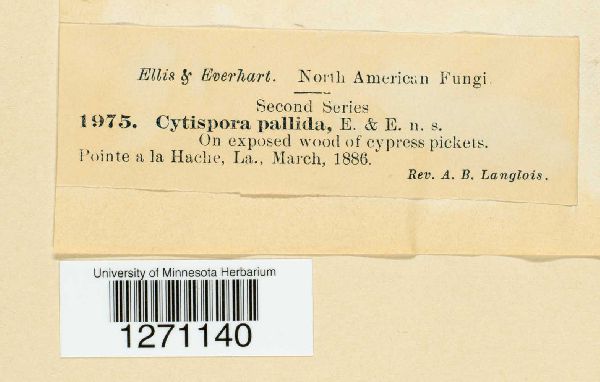 Ellis & Everhart. North American Fungi.
Second Series
1975. Cytispora pallida, E. & E. n. s.
On exposed wood of cypress pickets.
Pointe a la Hache, La., March, 1886.
Rev. A. B. Langlois.
University of Minnesota Herbarium
1271140